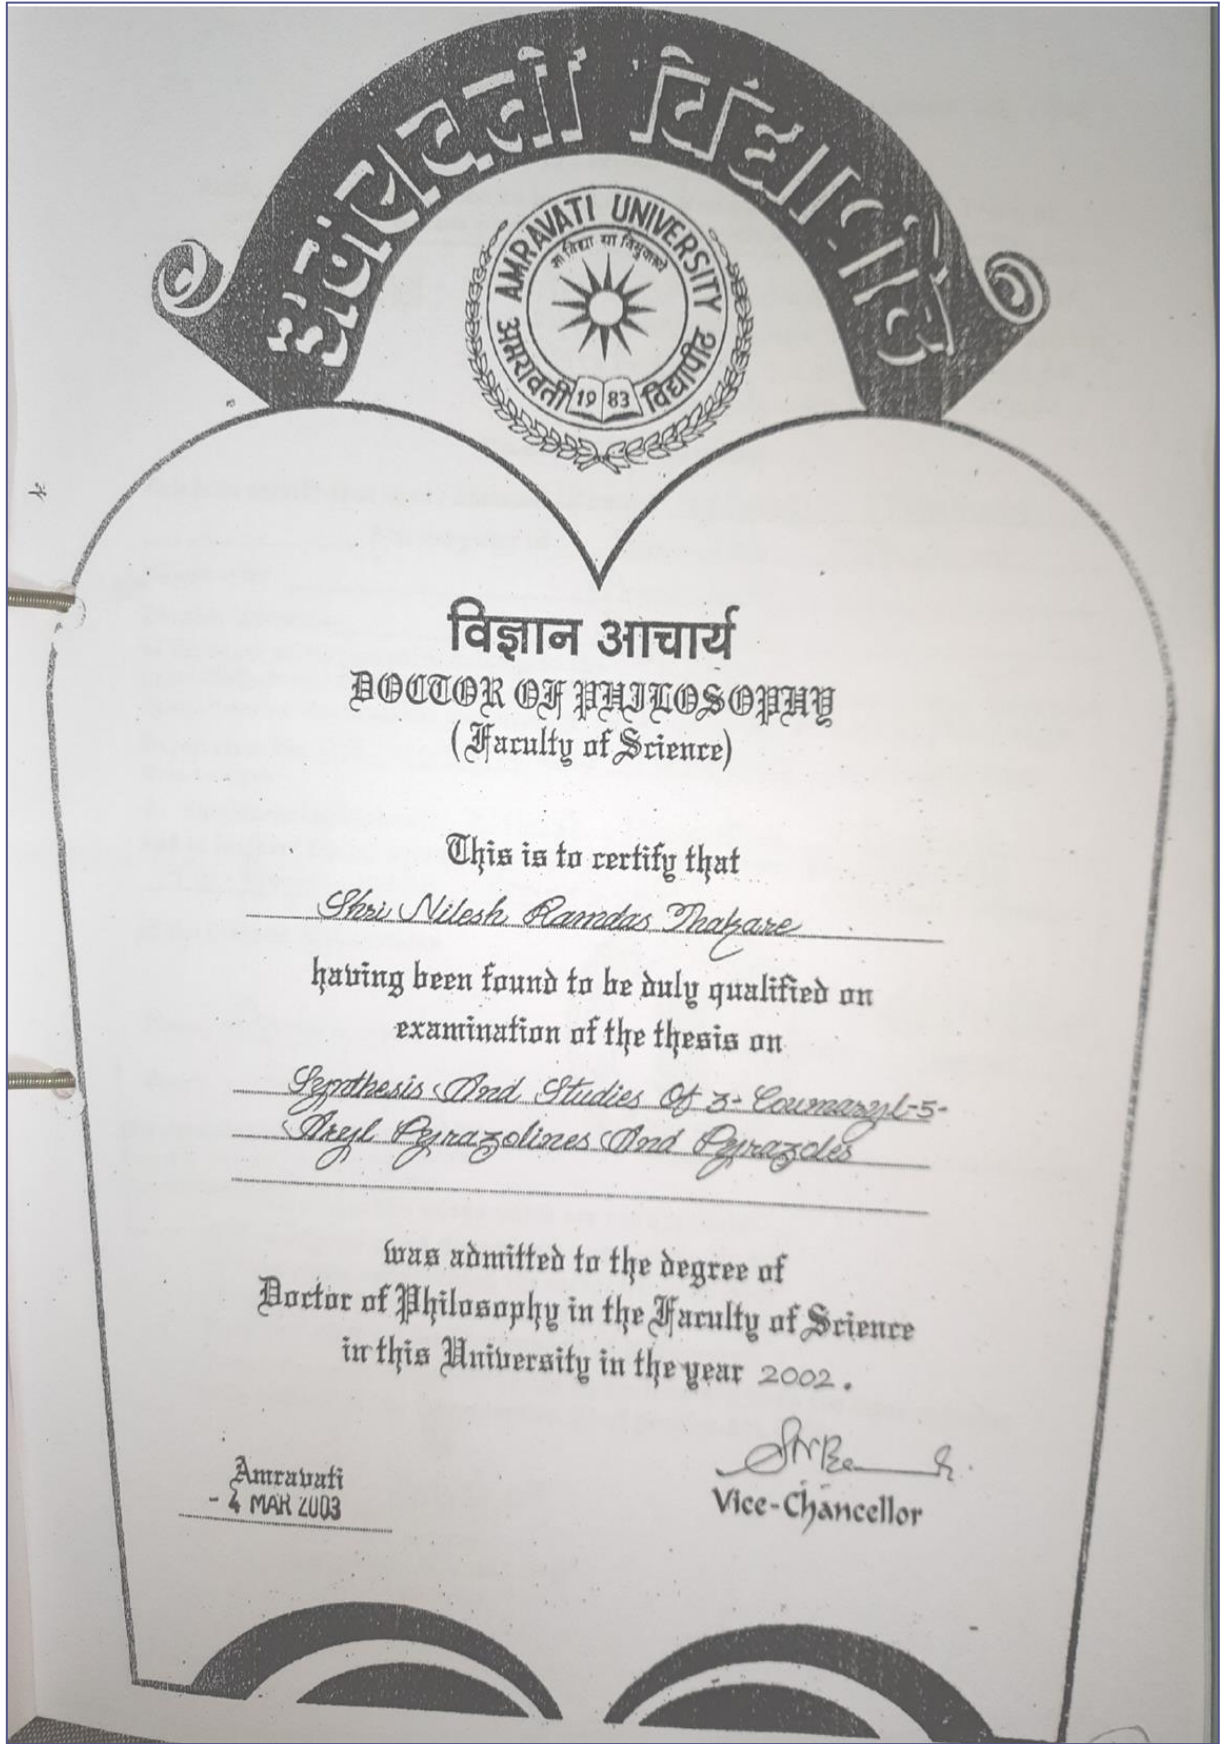 अमरावती विद्यापीठ
AMRAVATI UNIVERSITY
सा विद्या या विमुक्तये
अमरावती विद्यापीठ
19 83
विज्ञान आचार्य
DOCTOR OF PHILOSOPHY
(Faculty of Science)
This is to certify that
Shri Nilesh Ramdas Thakare
having been found to be duly qualified on
examination of the thesis on
Synthesis And Studies Of 3-Coumaryl-5-
Aryl Pyrazolines And Pyrazoles
was admitted to the degree of
Doctor of Philosophy in the Faculty of Science
in this University in the year 2002.
Amravati
- 4 MAR 2003
Vice-Chancellor